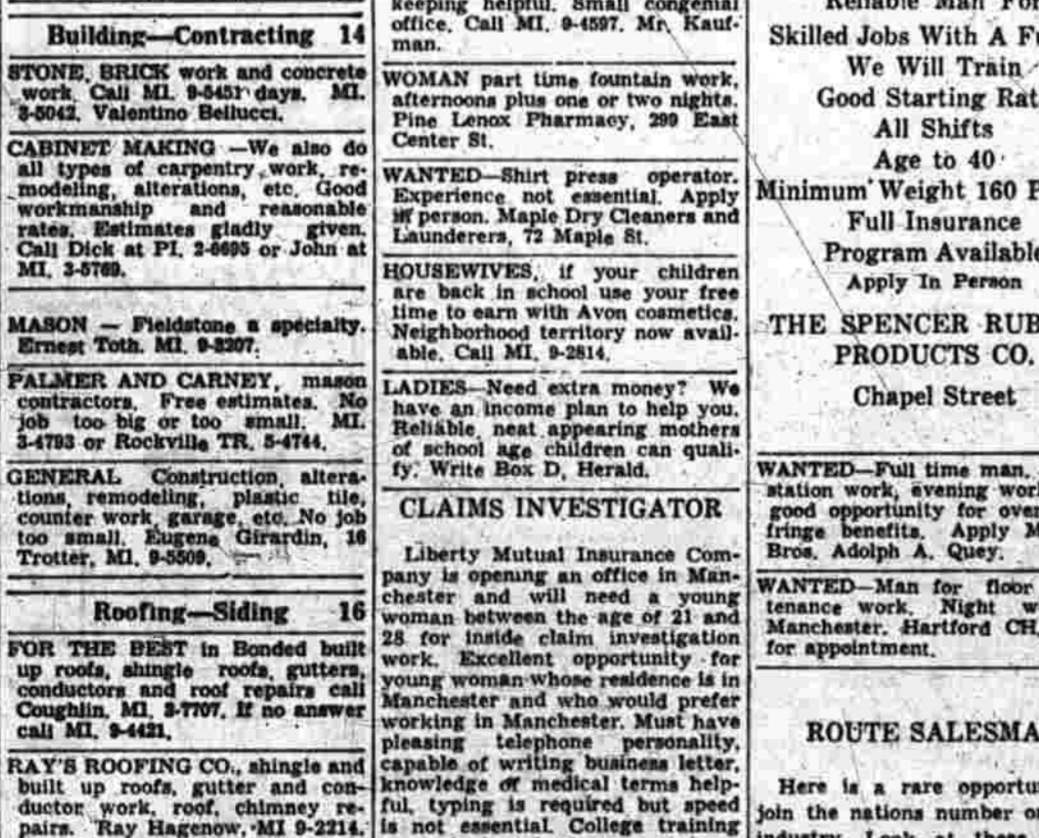 Building—Contracting 14
STONE, BRICK work and concrete
work. Call MI. 9-5451 days. MI.
3-5042. Valentino Bellucci.
CABINET MAKING —We also do
all types of carpentry work, re-
modeling, alterations, etc. Good
workmanship and reasonable
rates. Estimates gladly given.
Call Dick at PI. 2-6695 or John at
MI. 3-5769.
MASON — Fieldstone a specialty.
Ernest Toth. MI. 9-3207.
PALMER AND CARNEY, mason
contractors. Free estimates. No
job too big or too small. MI.
3-4793 or Rockville TR. 5-4744.
GENERAL Construction, altera-
tions, remodeling, plastic tile,
counter work, garage, etc. No job
too small. Eugene Girardin, 16
Trotter, MI. 9-5509.
Roofing—Siding 16
FOR THE BEST in Bonded built
up roofs, shingle roofs, gutters,
conductors and roof repairs call
Coughlin. MI. 3-7707. If no answer
call MI. 9-4421.
RAY'S ROOFING CO., shingle and
built up roofs, gutter and con-
ductor work, roof, chimney re-
pairs. Ray Hagenow, MI 9-2214.
keeping helpful. Small congenial
office. Call MI. 9-4597. Mr. Kauf-
man.
WOMAN part time fountain work,
afternoons plus one or two nights.
Pine Lenox Pharmacy, 299 East
Center St.
WANTED—Shirt press operator.
Experience not essential. Apply
in person. Maple Dry Cleaners and
Launderers, 72 Maple St.
HOUSEWIVES, if your children
are back in school use your free
time to earn with Avon cosmetics.
Neighborhood territory now avail-
able. Call MI. 9-2814.
LADIES—Need extra money? We
have an income plan to help you.
Reliable, neat appearing mothers
of school age children can quali-
fy. Write Box D, Herald.
CLAIMS INVESTIGATOR
Liberty Mutual Insurance Com-
pany is opening an office in Man-
chester and will need a young
woman between the age of 21 and
28 for inside claim investigation
work. Excellent opportunity for
young woman whose residence is in
Manchester and who would prefer
working in Manchester. Must have
pleasing telephone personality,
capable of writing business letter,
knowledge of medical terms help-
ful, typing is required but speed
is not essential. College training
Reliable Man For
Skilled Jobs With A
We Will Train
Good Starting
All Shifts
Age to 40
Minimum Weight 160
Full Insurance
Program Available
Apply In Person
THE SPENCER
PRODUCTS CO.
Chapel Street
WANTED—Full time man,
station work, evening
good opportunity for
fringe benefits. Apply
Bros. Adolph A. Quey.
WANTED—Man for floor
tenance work. Night
Manchester. Hartford CH.
for appointment.
ROUTE
Here is a rare
join the nations number